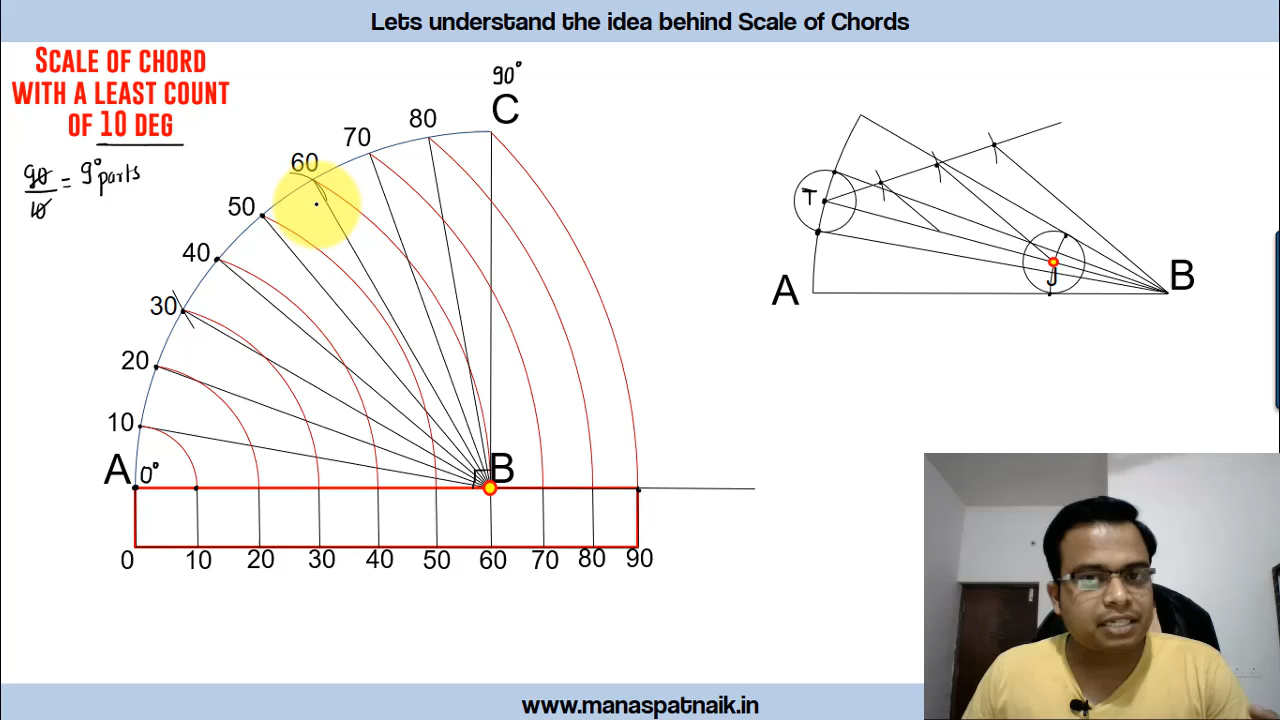 Lets understand the idea behind Scale of Chords
SCALE OF CHORD
WITH A LEAST COUNT
OF 10 DEG
90/10 = 9° parts
90°
C
80
70
60
50
40
30
20
10
A 0°
B
0 10 20 30 40 50 60 70 80 90
T
J
A
B
www.manaspatnaik.in